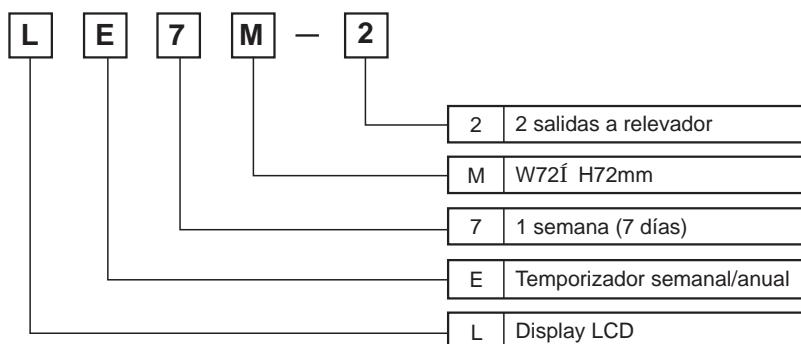 L E 7 M — 2
2 2 salidas a relevador
M W72Í H72mm
7 1 semana (7 días)
E Temporizador semanal/anual
L Display LCD